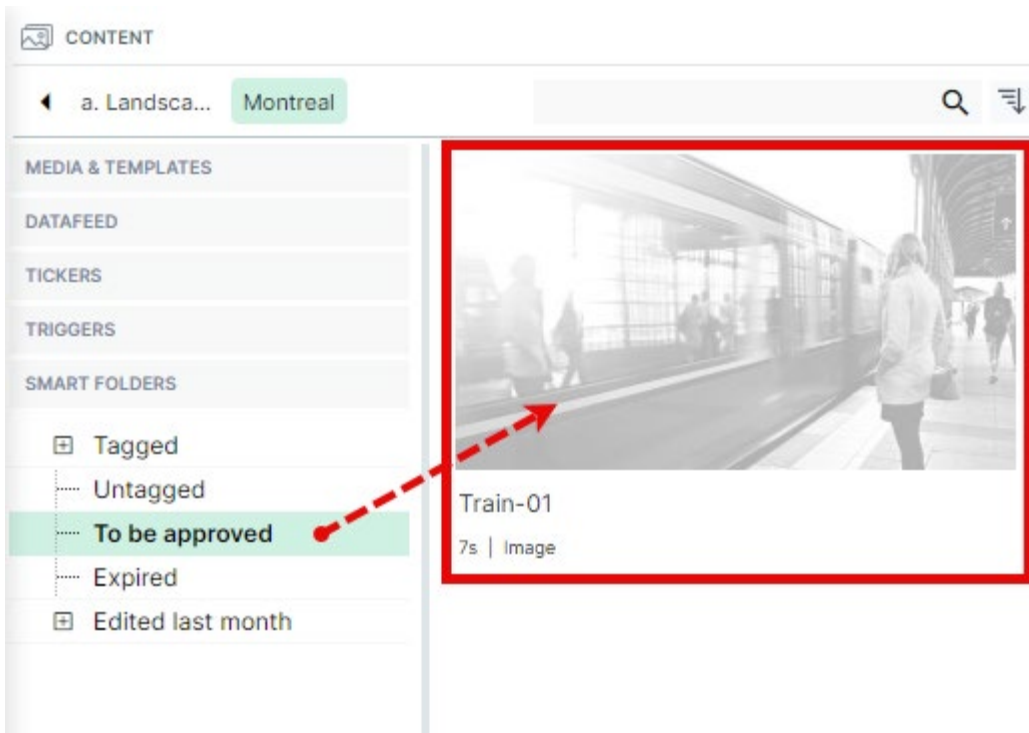 CONTENT
a. Landsca... Montreal
MEDIA & TEMPLATES
DATAFEED
TICKERS
TRIGGERS
SMART FOLDERS
Tagged
Untagged
To be approved
Expired
Edited last month
Train-01
7s | Image